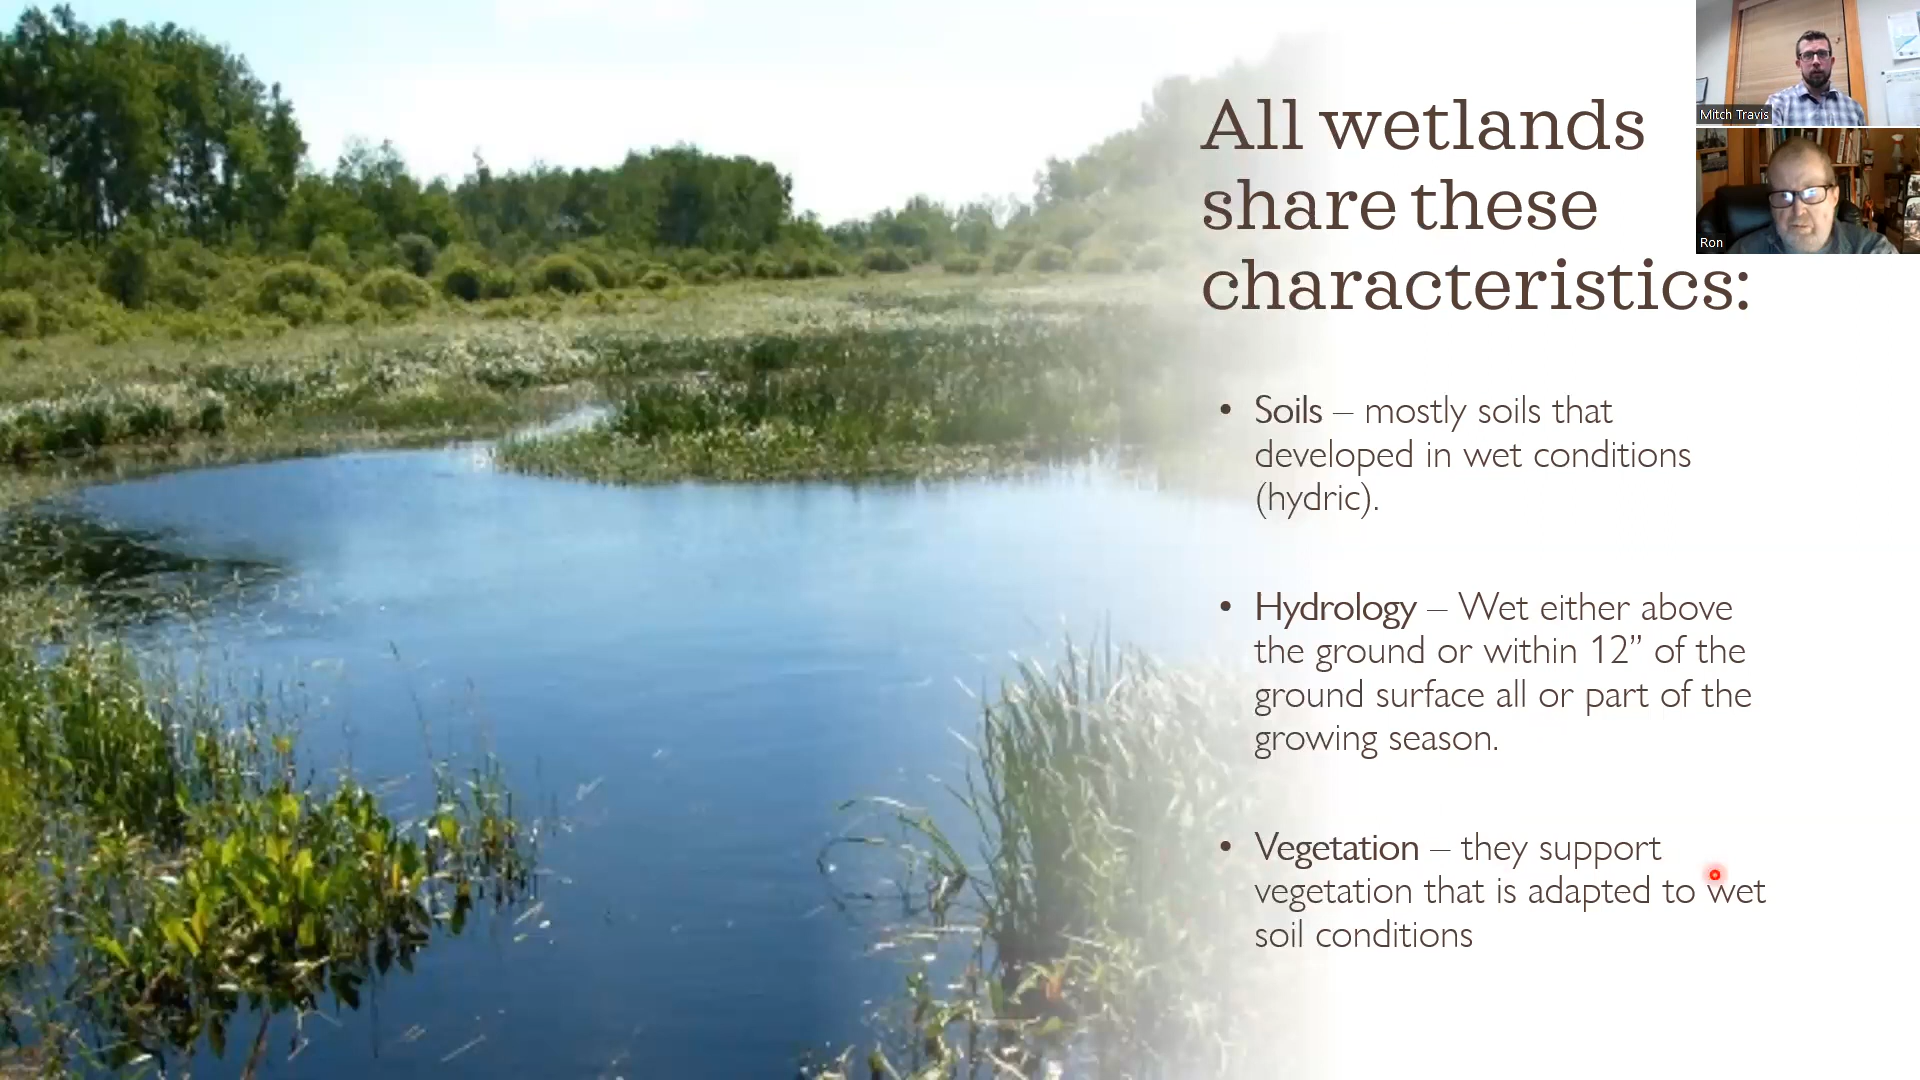 All wetlands
share these
characteristics:
Mitch Travis
Ron
• Soils – mostly soils that
developed in wet conditions
(hydric).
• Hydrology – Wet either above
the ground or within 12” of the
ground surface all or part of the
growing season.
• Vegetation – they support
vegetation that is adapted to wet
soil conditions